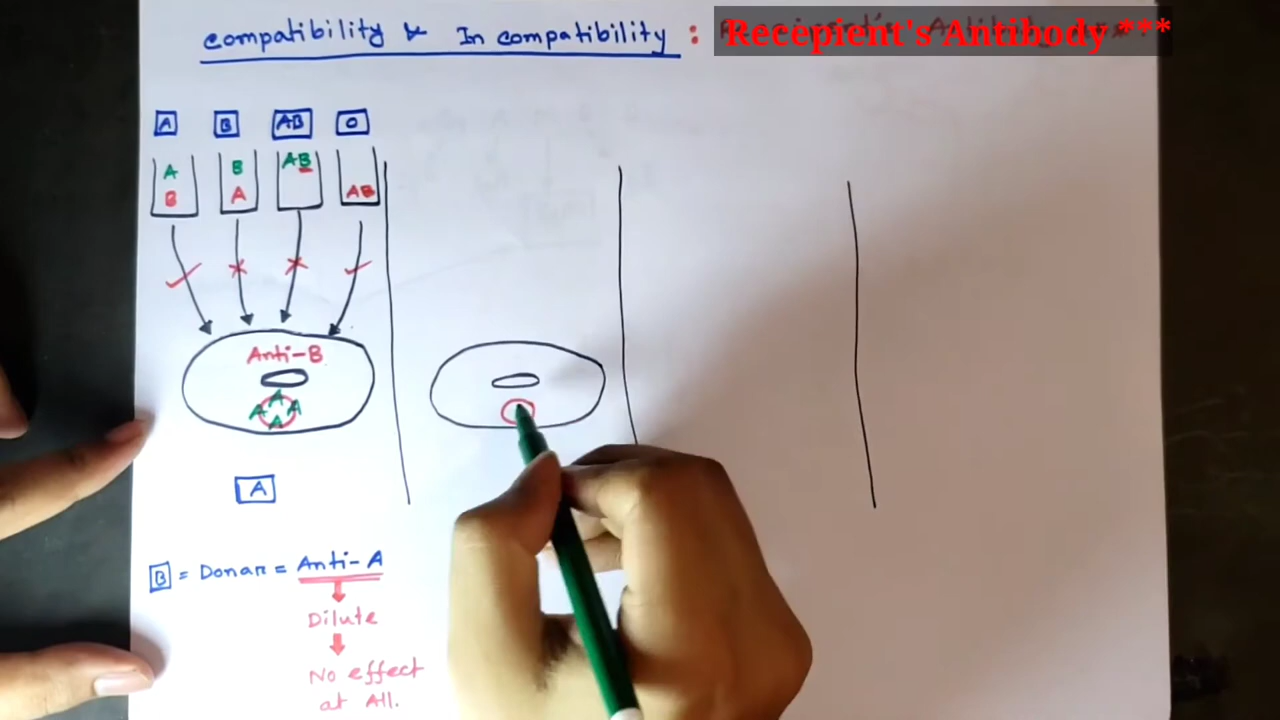 Compatibility & In compatibility :
Recepient's Antibody ***
A B AB O
A B AB
B A AB
Anti-B
A
A A
A
A
B = Donar = Anti-A
Dilute
No effect
at All.